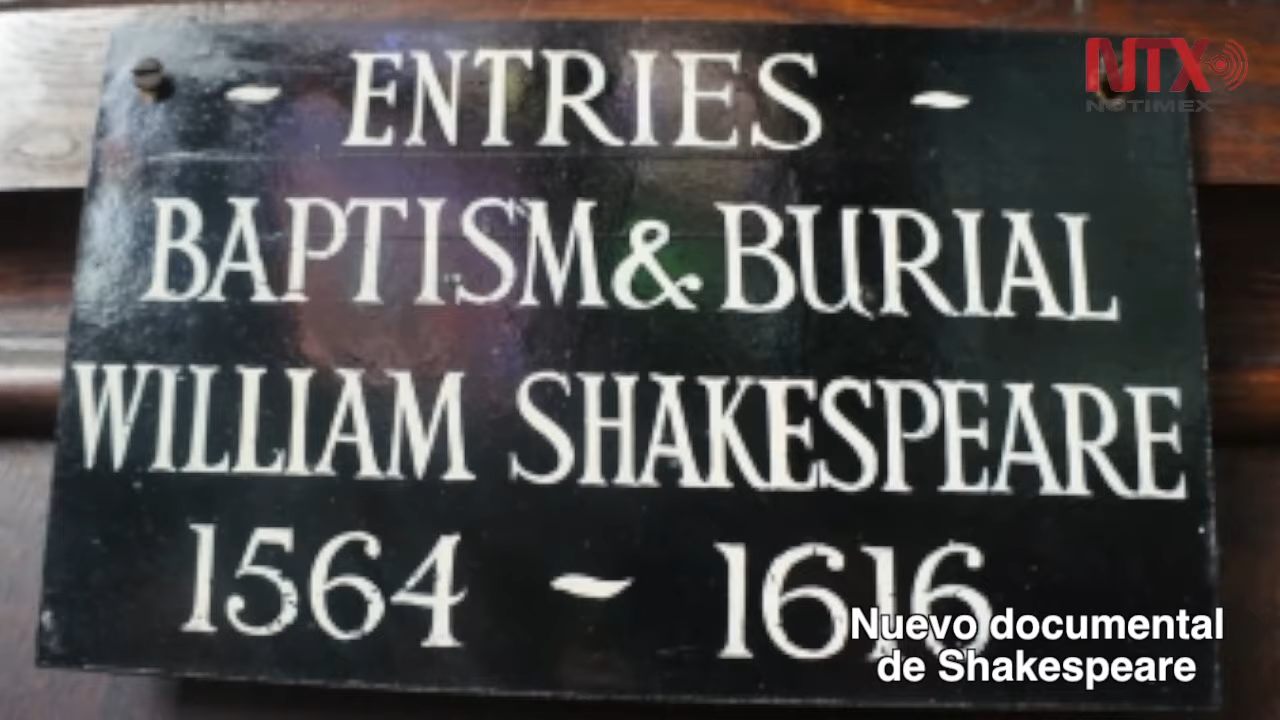 - ENTRIES -
BAPTISM & BURIAL
WILLIAM SHAKESPEARE
1564 - 1616
NTX
NOTIMEX
Nuevo documental
de Shakespeare